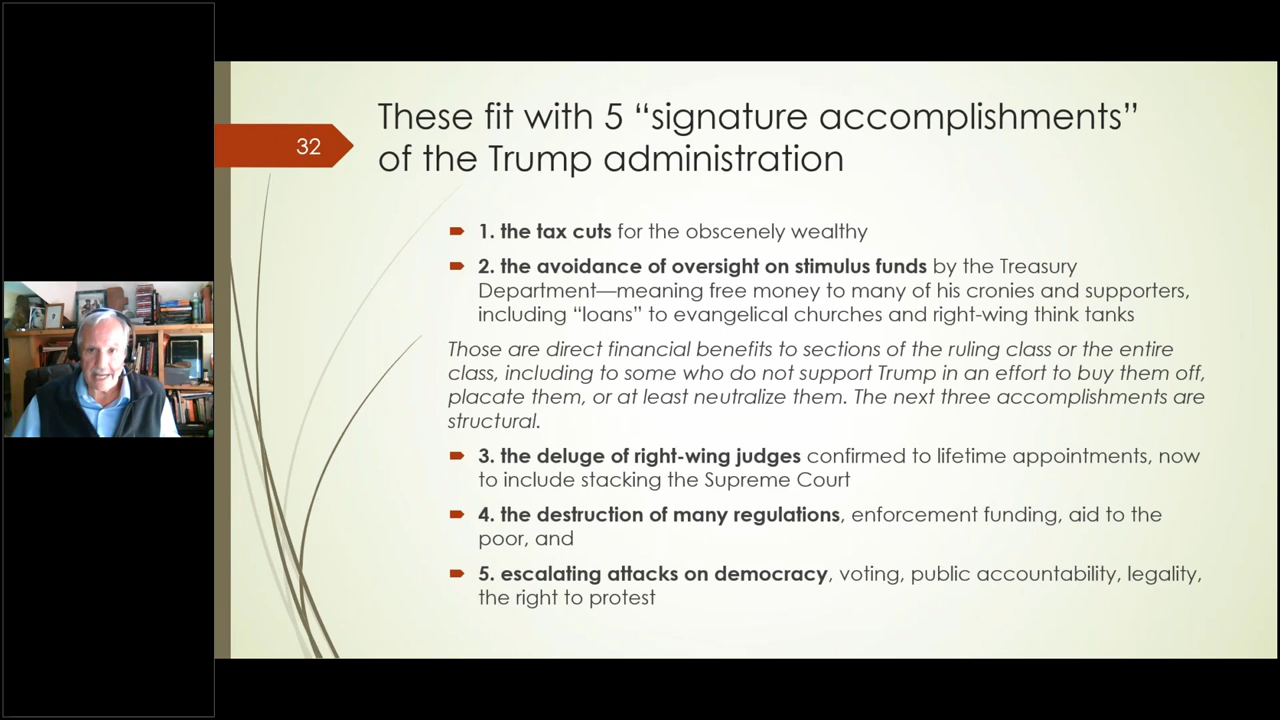 32
These fit with 5 “signature accomplishments”
of the Trump administration
1. the tax cuts for the obscenely wealthy
2. the avoidance of oversight on stimulus funds by the Treasury
Department—meaning free money to many of his cronies and supporters,
including “loans” to evangelical churches and right-wing think tanks
Those are direct financial benefits to sections of the ruling class or the entire
class, including to some who do not support Trump in an effort to buy them off,
placate them, or at least neutralize them. The next three accomplishments are
structural.
3. the deluge of right-wing judges confirmed to lifetime appointments, now
to include stacking the Supreme Court
4. the destruction of many regulations, enforcement funding, aid to the
poor, and
5. escalating attacks on democracy, voting, public accountability, legality,
the right to protest